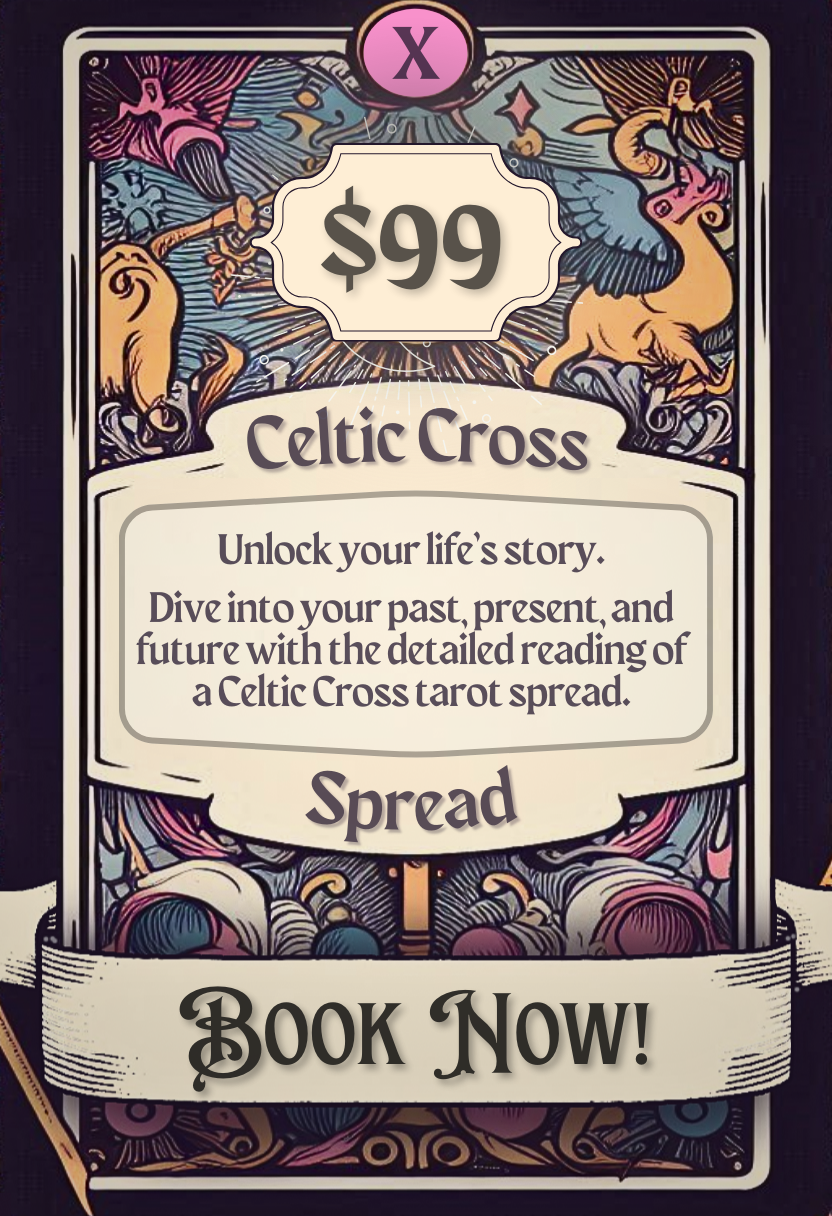 X
$99
Celtic Cross
Unlock your life's story.
Dive into your past, present, and
future with the detailed reading of
a Celtic Cross tarot spread.
Spread
Book Now!